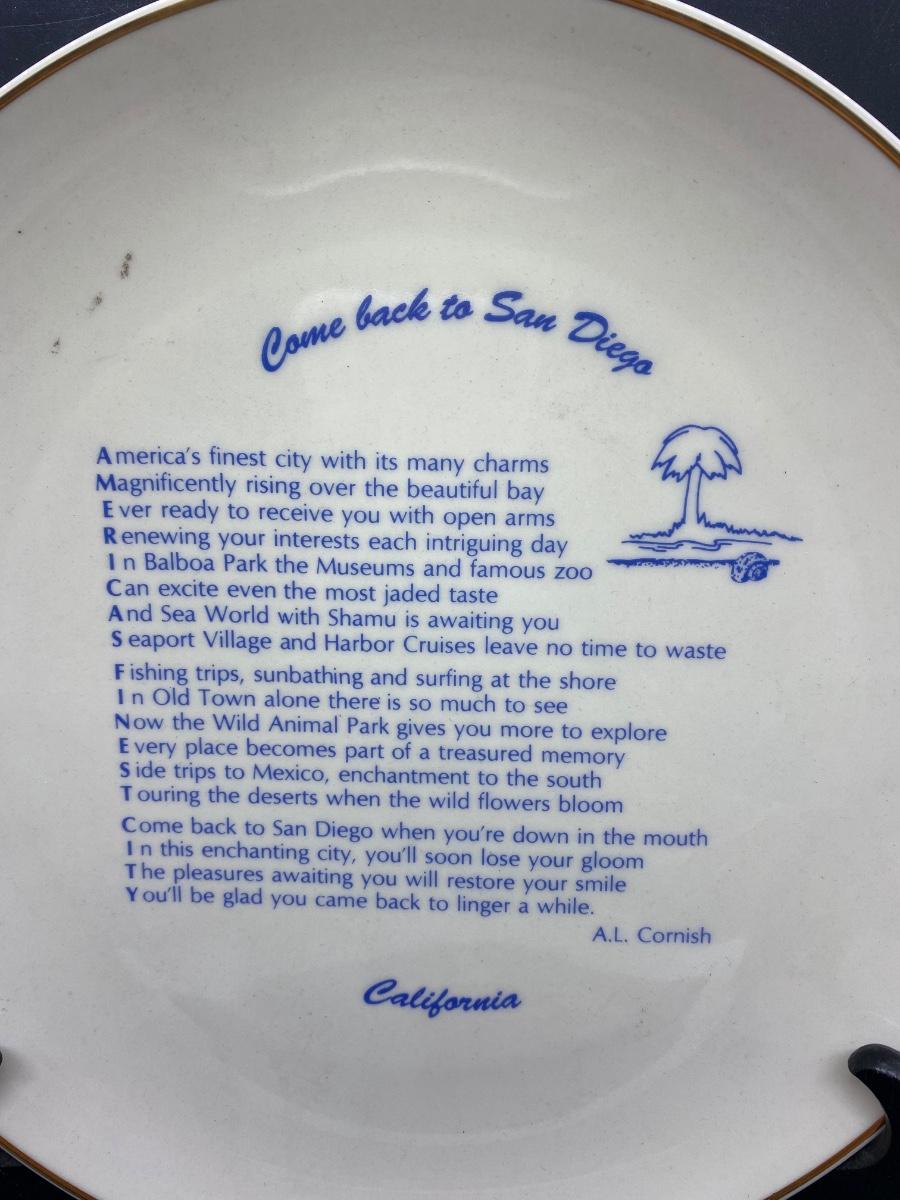 Come back to San Diego
America's finest city with its many charms
Magnificently rising over the beautiful bay
Ever ready to receive you with open arms
Renewing your interests each intriguing day
In Balboa Park the Museums and famous zoo
Can excite even the most jaded taste
And Sea World with Shamu is awaiting you
Seaport Village and Harbor Cruises leave no time to waste
Fishing trips, sunbathing and surfing at the shore
In Old Town alone there is so much to see
Now the Wild Animal Park gives you more to explore
Every place becomes part of a treasured memory
Side trips to Mexico, enchantment to the south
Touring the deserts when the wild flowers bloom
Come back to San Diego when you're down in the mouth
In this enchanting city, you'll soon lose your gloom
The pleasures awaiting you will restore your smile
You'll be glad you came back to linger a while.
A.L. Cornish
California